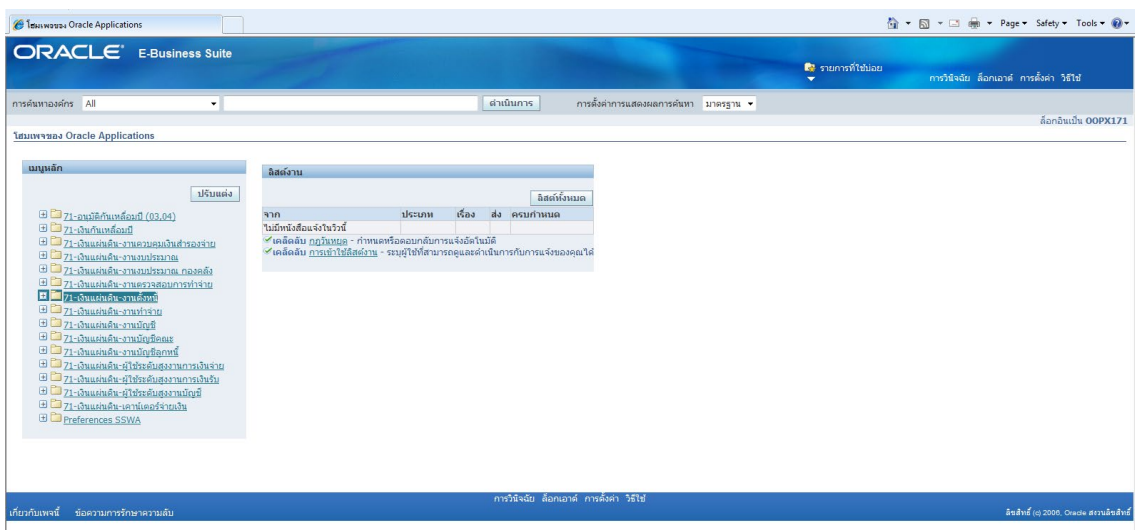 โฮมเพจของ Oracle Applications
Page Safety Tools
ORACLE E-Business Suite
รายการที่ใช้บ่อย
การวินิจฉัย ล็อกเอาต์ การตั้งค่า วิธีใช้
การค้นหาองค์กร All ดำเนินการ การตั้งค่าการแสดงผลการค้นหา มาตรฐาน
ล็อกอินเป็น OOPX171
โฮมเพจของ Oracle Applications
เมนูหลัก
ปรับแต่ง
71-อนุมัติกันเหลื่อมปี (03,04)
71-เงินกันเหลื่อมปี
71-เงินแผ่นดิน-งานควบคุมเงินสำรองจ่าย
71-เงินแผ่นดิน-งานงบประมาณ
71-เงินแผ่นดิน-งานงบประมาณ กองคลัง
71-เงินแผ่นดิน-งานตรวจสอบการทำจ่าย
71-เงินแผ่นดิน-งานตั้งหนี้
71-เงินแผ่นดิน-งานทำจ่าย
71-เงินแผ่นดิน-งานบัญชี
71-เงินแผ่นดิน-งานบัญชีคณะ
71-เงินแผ่นดิน-งานบัญชีลูกหนี้
71-เงินแผ่นดิน-ผู้ใช้ระดับสูงงานการเงินจ่าย
71-เงินแผ่นดิน-ผู้ใช้ระดับสูงงานการเงินรับ
71-เงินแผ่นดิน-ผู้ใช้ระดับสูงงานบัญชี
71-เงินแผ่นดิน-เคาน์เตอร์จ่ายเงิน
Preferences SSWA
ลิสต์งาน
ลิสต์ทั้งหมด
จาก ประเภท เรื่อง ส่ง ครบกำหนด
ไม่มีหนังสือแจ้งในวิวนี้
เคล็ดลับ กฎวันหยุด - กำหนดหรือตอบกลับการแจ้งอัตโนมัติ
เคล็ดลับ การเข้าใช้ลิสต์งาน - ระบุผู้ใช้ที่สามารถดูและดำเนินการกับการแจ้งของคุณได้
การวินิจฉัย ล็อกเอาต์ การตั้งค่า วิธีใช้
เกี่ยวกับเพจนี้ ข้อความการรักษาความลับ
ลิขสิทธิ์ (c) 2006, Oracle สงวนลิขสิทธิ์